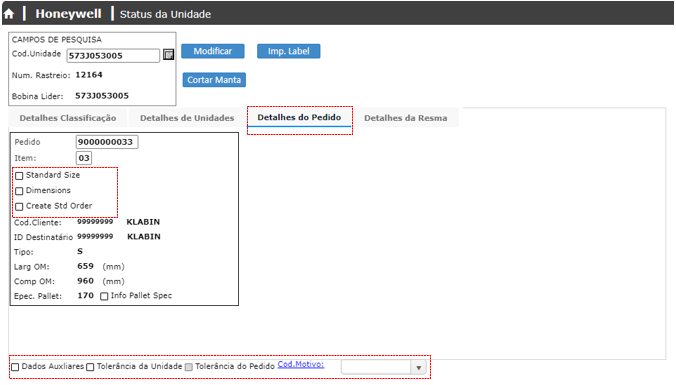 Honeywell Status da Unidade
CAMPOS DE PESQUISA
Cod.Unidade 573J053005
Modificar Imp. Label
Num. Rastreio: 12164
Cortar Manta
Bobina Lider: 573J053005
Detalhes Classificação Detalhes de Unidades Detalhes do Pedido Detalhes da Resma
Pedido 9000000033
Item: 03
Standard Size
Dimensions
Create Std Order
Cod.Cliente: 99999999 KLABIN
ID Destinatário 99999999 KLABIN
Tipo: S
Larg OM: 659 (mm)
Comp OM: 960 (mm)
Epec. Pallet: 170 Info Pallet Spec
Dados Auxliares Tolerância da Unidade Tolerância do Pedido Cod.Motivo: